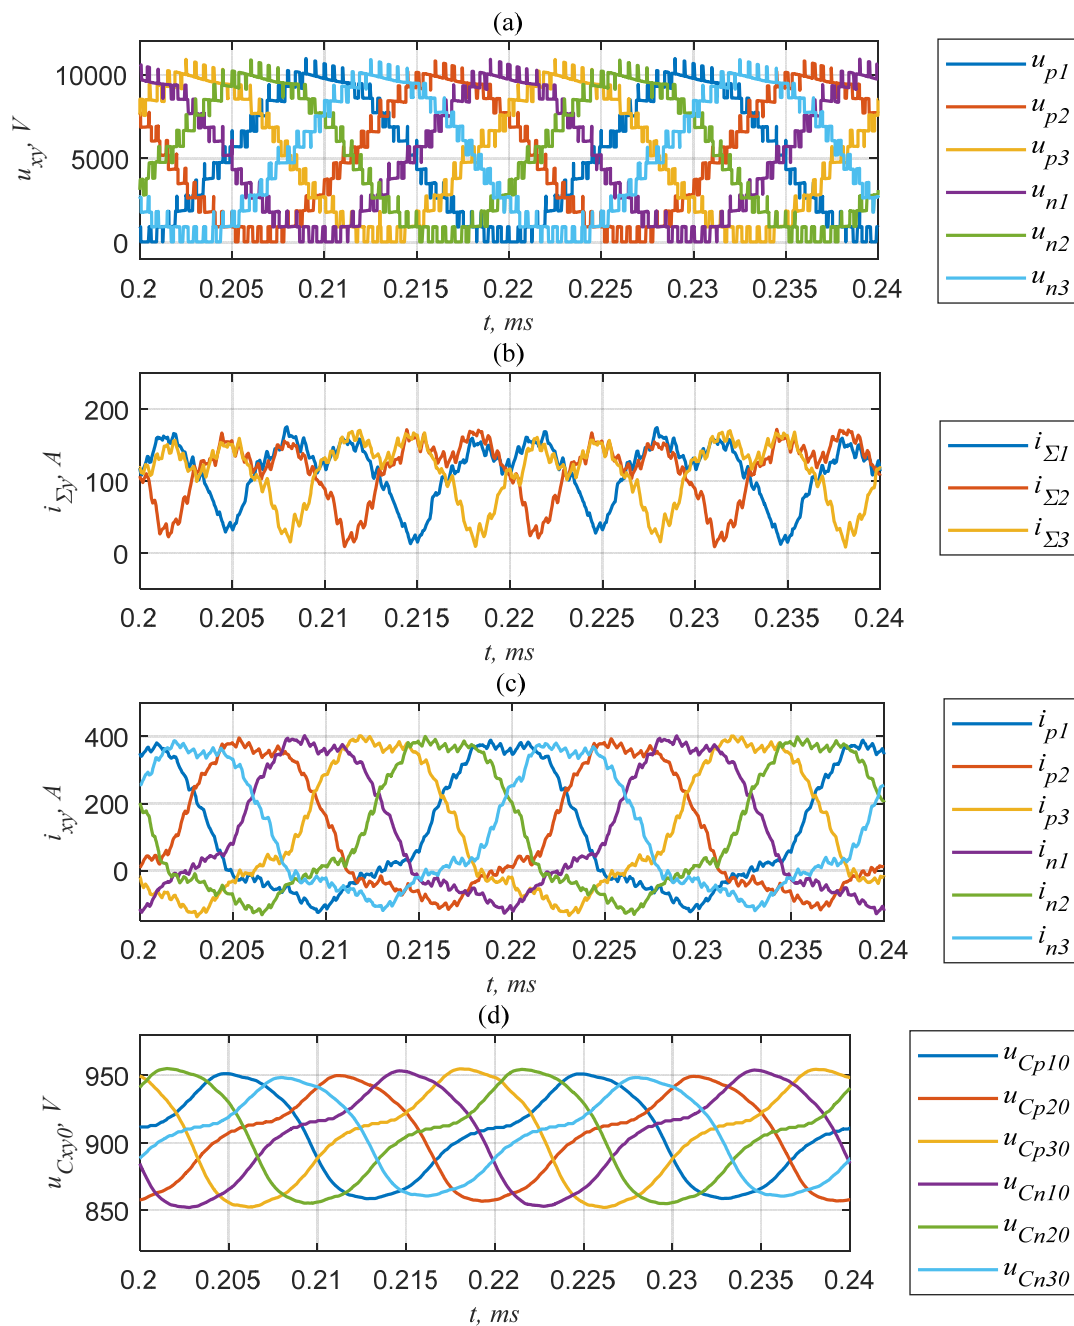 (a)
u_xy, V
10000
5000
0
0.2 0.205 0.21 0.215 0.22 0.225 0.23 0.235 0.24
t, ms
u_p1
u_p2
u_p3
u_n1
u_n2
u_n3
(b)
i_Σy, A
200
100
0
0.2 0.205 0.21 0.215 0.22 0.225 0.23 0.235 0.24
t, ms
i_Σ1
i_Σ2
i_Σ3
(c)
i_xy, A
400
200
0
0.2 0.205 0.21 0.215 0.22 0.225 0.23 0.235 0.24
t, ms
i_p1
i_p2
i_p3
i_n1
i_n2
i_n3
(d)
u_Cxy0, V
950
900
850
0.2 0.205 0.21 0.215 0.22 0.225 0.23 0.235 0.24
t, ms
u_Cp10
u_Cp20
u_Cp30
u_Cn10
u_Cn20
u_Cn30